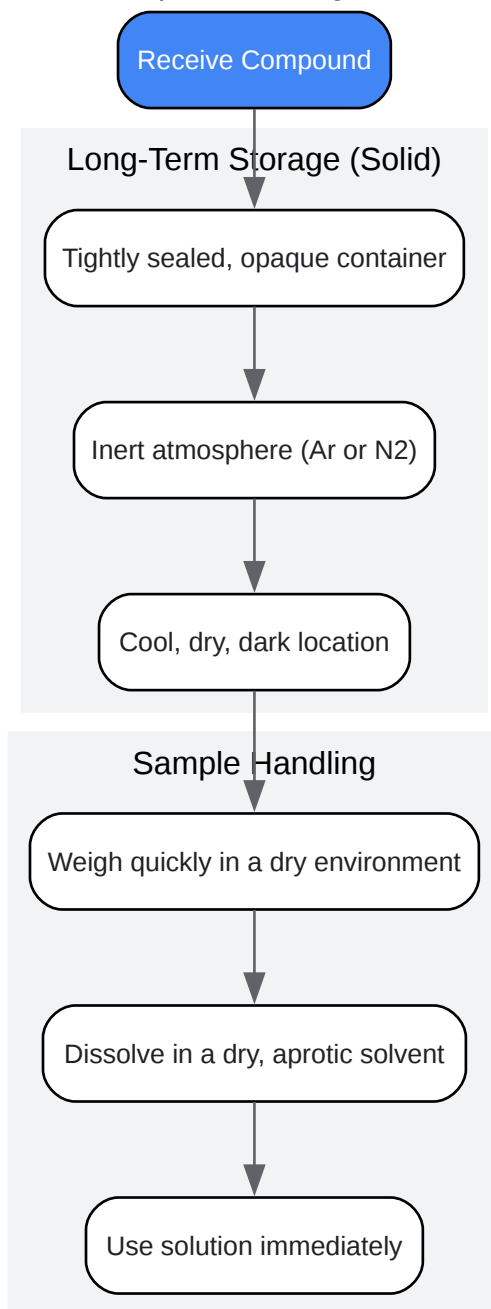 Receive Compound
Long-Term Storage (Solid)
Tightly sealed, opaque container
Inert atmosphere (Ar or N2)
Cool, dry, dark location
Sample Handling
Weigh quickly in a dry environment
Dissolve in a dry, aprotic solvent
Use solution immediately